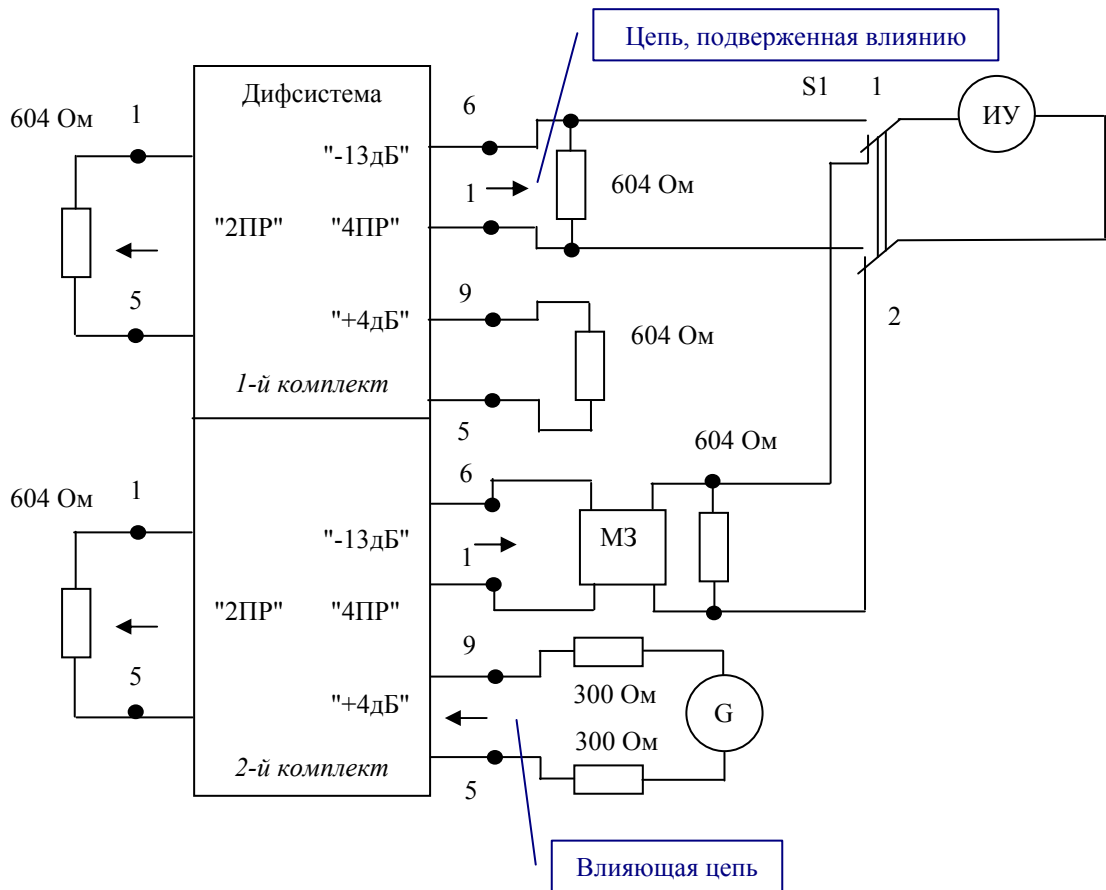 Цепь, подверженная влиянию
S1 1
Дифсистема
ИУ
604 Ом
1
6
"-13дБ"
1
604 Ом
"2ПР" "4ПР"
5
9
"+4дБ"
2
604 Ом
1-й комплект
5
604 Ом
6
604 Ом
1
"-13дБ"
1
МЗ
"2ПР" "4ПР"
9
5
300 Ом
"+4дБ"
G
300 Ом
2-й комплект
5
Влияющая цепь